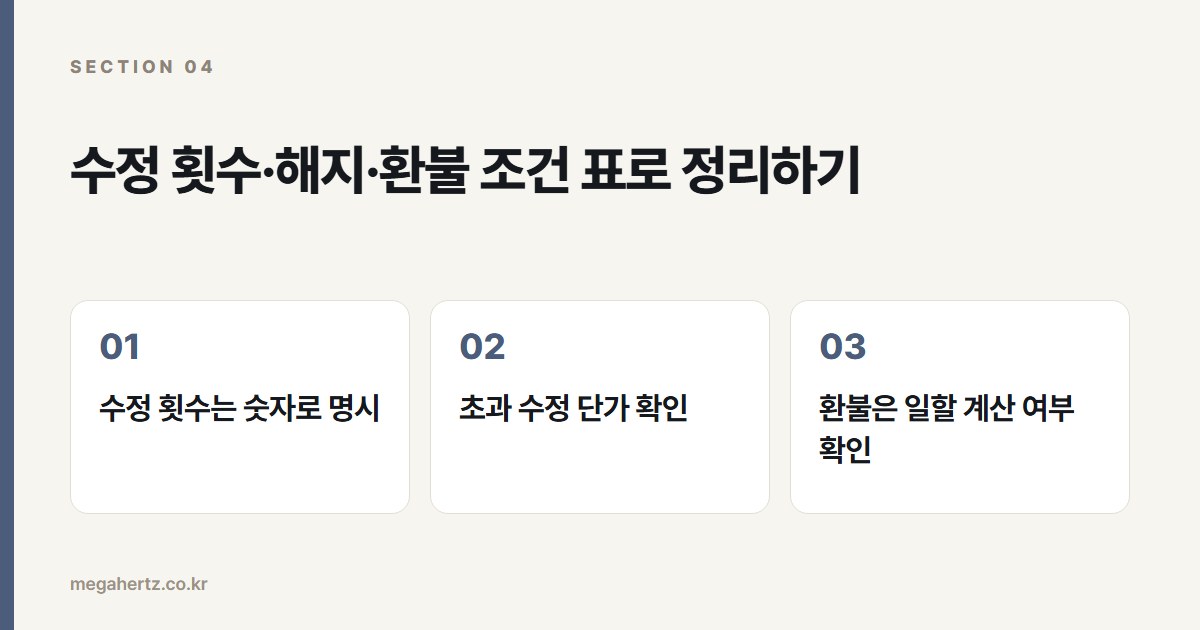 SECTION 04
수정 횟수·해지·환불 조건 표로 정리하기
01
수정 횟수는 숫자로 명시
02
초과 수정 단가 확인
03
환불은 일할 계산 여부
확인
megahertz.co.kr